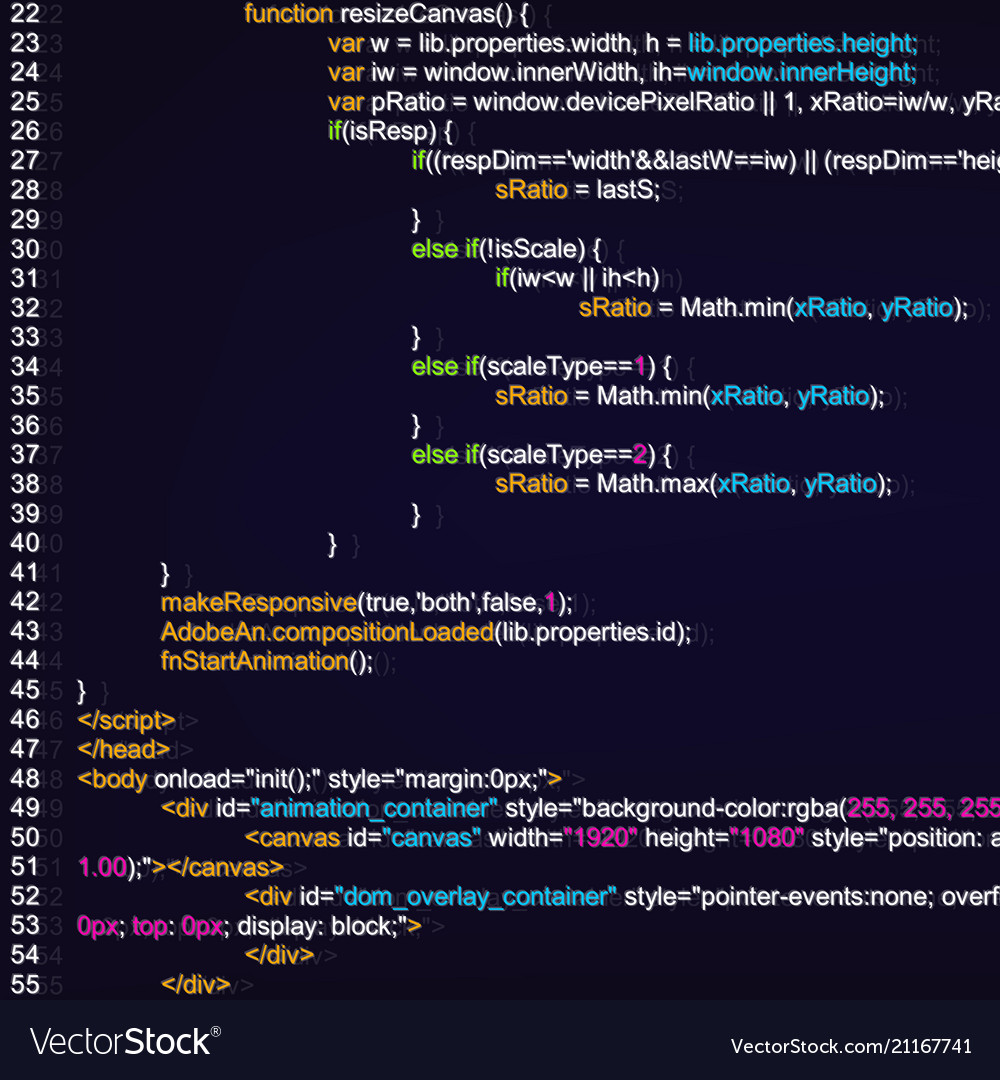 22 function resizeCanvas() {
23 var w = lib.properties.width, h = lib.properties.height;
24 var iw = window.innerWidth, ih=window.innerHeight;
25 var pRatio = window.devicePixelRatio || 1, xRatio=iw/w, yRa
26 if(isResp) {
27 if((respDim=='width'&&lastW==iw) || (respDim=='heig
28 sRatio = lastS;
29 }
30 else if(!isScale) {
31 if(iw<w || ih<h)
32 sRatio = Math.min(xRatio, yRatio);
33 }
34 else if(scaleType==1) {
35 sRatio = Math.min(xRatio, yRatio);
36 }
37 else if(scaleType==2) {
38 sRatio = Math.max(xRatio, yRatio);
39 }
40 }
41 }
42 makeResponsive(true,'both',false,1);
43 AdobeAn.compositionLoaded(lib.properties.id);
44 fnStartAnimation();
45 }
46 </script>
47 </head>
48 <body onload="init();" style="margin:0px;">
49 <div id="animation_container" style="background-color:rgba(255, 255, 255
50 <canvas id="canvas" width="1920" height="1080" style="position: a
51 1.00);"></canvas>
52 <div id="dom_overlay_container" style="pointer-events:none; overf
53 0px; top: 0px; display: block;">
54 </div>
55 </div>
VectorStock®
VectorStock.com/21167741